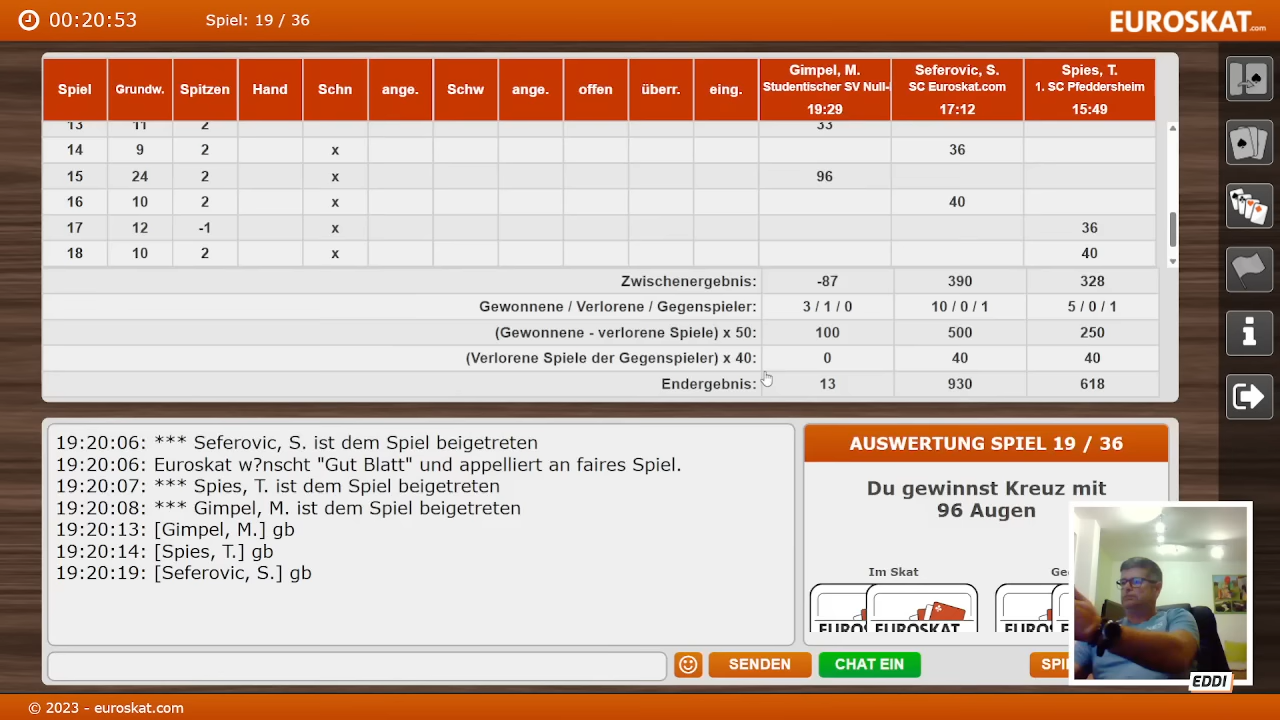 00:20:53 Spiel: 19 / 36 EUROSKAT.com
Spiel Grundw. Spitzen Hand Schn ange. Schw ange. offen überr. eing. Gimpel, M. Seferovic, S. Spies, T.
Studentischer SV Null- SC Euroskat.com 1. SC Pfeddersheim
19:29 17:12 15:49
13 11 2 33
14 9 2 x 36
15 24 2 x 96
16 10 2 x 40
17 12 -1 x 36
18 10 2 x 40
Zwischenergebnis: -87 390 328
Gewonnene / Verlorene / Gegenspieler: 3 / 1 / 0 10 / 0 / 1 5 / 0 / 1
(Gewonnene - verlorene Spiele) x 50: 100 500 250
(Verlorene Spiele der Gegenspieler) x 40: 0 40 40
Endergebnis: 13 930 618
19:20:06: *** Seferovic, S. ist dem Spiel beigetreten
19:20:06: Euroskat w?nscht "Gut Blatt" und appelliert an faires Spiel.
19:20:07: *** Spies, T. ist dem Spiel beigetreten
19:20:08: *** Gimpel, M. ist dem Spiel beigetreten
19:20:13: [Gimpel, M.] gb
19:20:14: [Spies, T.] gb
19:20:19: [Seferovic, S.] gb
AUSWERTUNG SPIEL 19 / 36
Du gewinnst Kreuz mit
96 Augen
Im Skat
EUROSKAT
SENDEN CHAT EIN
EDDI
© 2023 - euroskat.com